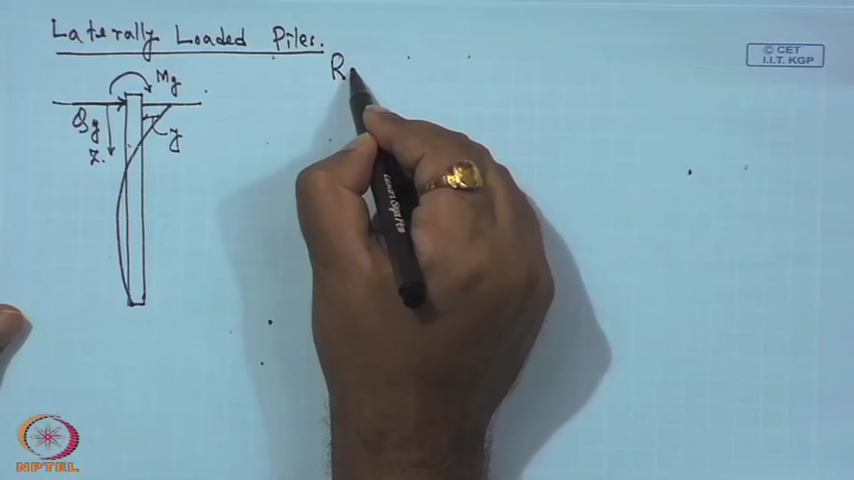 Laterally Loaded Piles.
R
© CET
I.I.T. KGP
Mg
Qg
y
z.
NPTEL